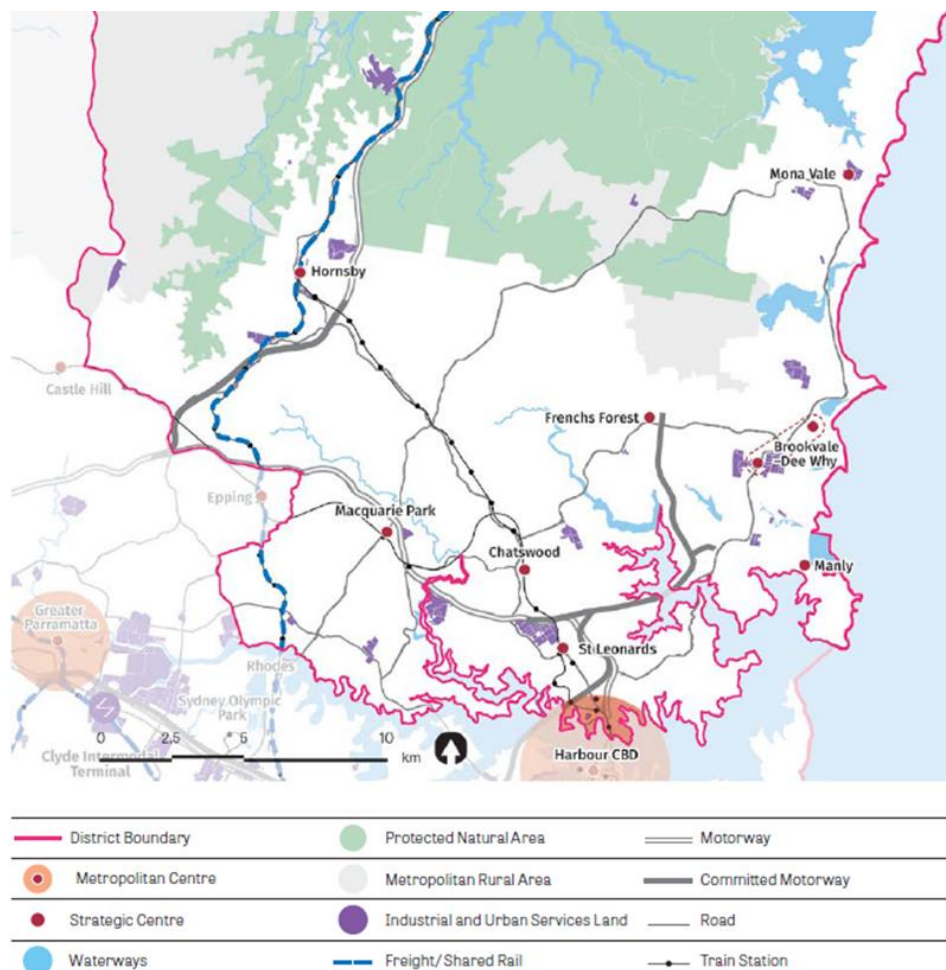 Mona Vale
Hornsby
Castle Hill
Frenchs Forest
Brookvale
–Dee Why
Epping
Macquarie Park
Chatswood
Manly
Greater
Parramatta
St Leonards
Rhodes
Sydney Olympic
Park
Clyde Intermodal
Terminal
0 2.5 5 10
km
Harbour CBD
District Boundary
Protected Natural Area
Motorway
Metropolitan Centre
Metropolitan Rural Area
Committed Motorway
Strategic Centre
Industrial and Urban Services Land
Road
Waterways
Freight/Shared Rail
Train Station